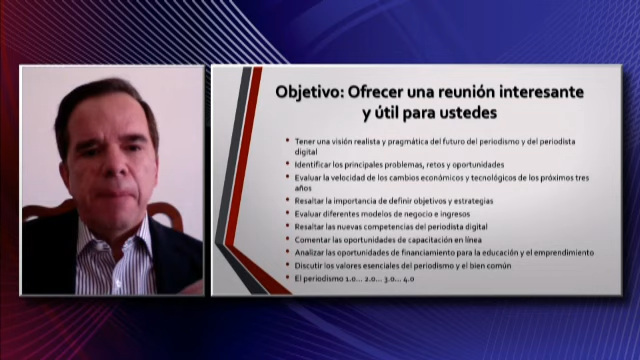 Objetivo: Ofrecer una reunión interesante
y útil para ustedes
• Tener una visión realista y pragmática del futuro del periodismo y del periodista
digital
• Identificar los principales problemas, retos y oportunidades
• Evaluar la velocidad de los cambios económicos y tecnológicos de los próximos tres
años
• Resaltar la importancia de definir objetivos y estrategias
• Evaluar diferentes modelos de negocio e ingresos
• Resaltar las nuevas competencias del periodista digital
• Comentar las oportunidades de capacitación en línea
• Analizar las oportunidades de financiamiento para la educación y el emprendimiento
• Discutir los valores esenciales del periodismo y el bien común
• El periodismo 1.0... 2.0... 3.0... 4.0